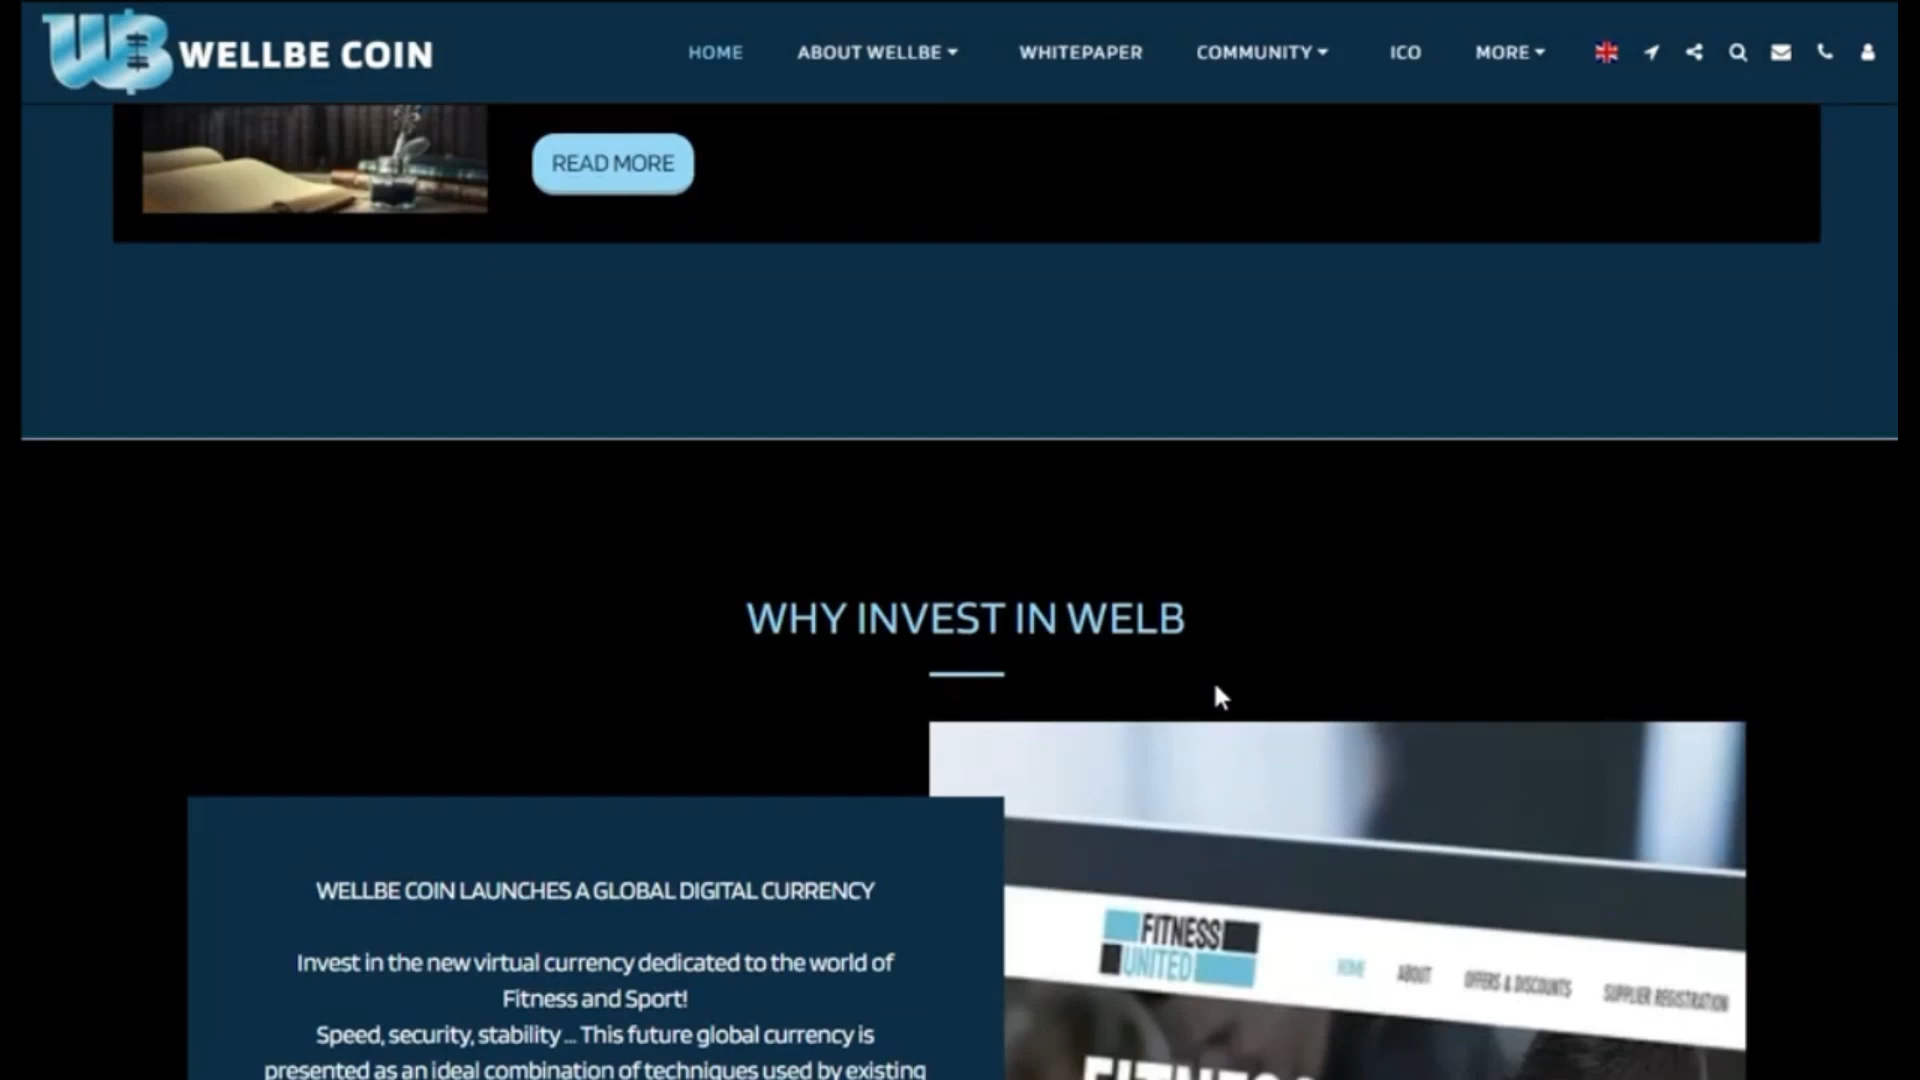 WB WELLBE COIN
HOME ABOUT WELLBE WHITEPAPER COMMUNITY ICO MORE
READ MORE
WHY INVEST IN WELB
WELLBE COIN LAUNCHES A GLOBAL DIGITAL CURRENCY
Invest in the new virtual currency dedicated to the world of
Fitness and Sport!
Speed, security, stability ... This future global currency is
presented as an ideal combination of techniques used by existing
FITNESS
UNITED
HOME ABOUT OFFERS & DISCOUNTS SUPPLIER REGISTRATION
FITNESS